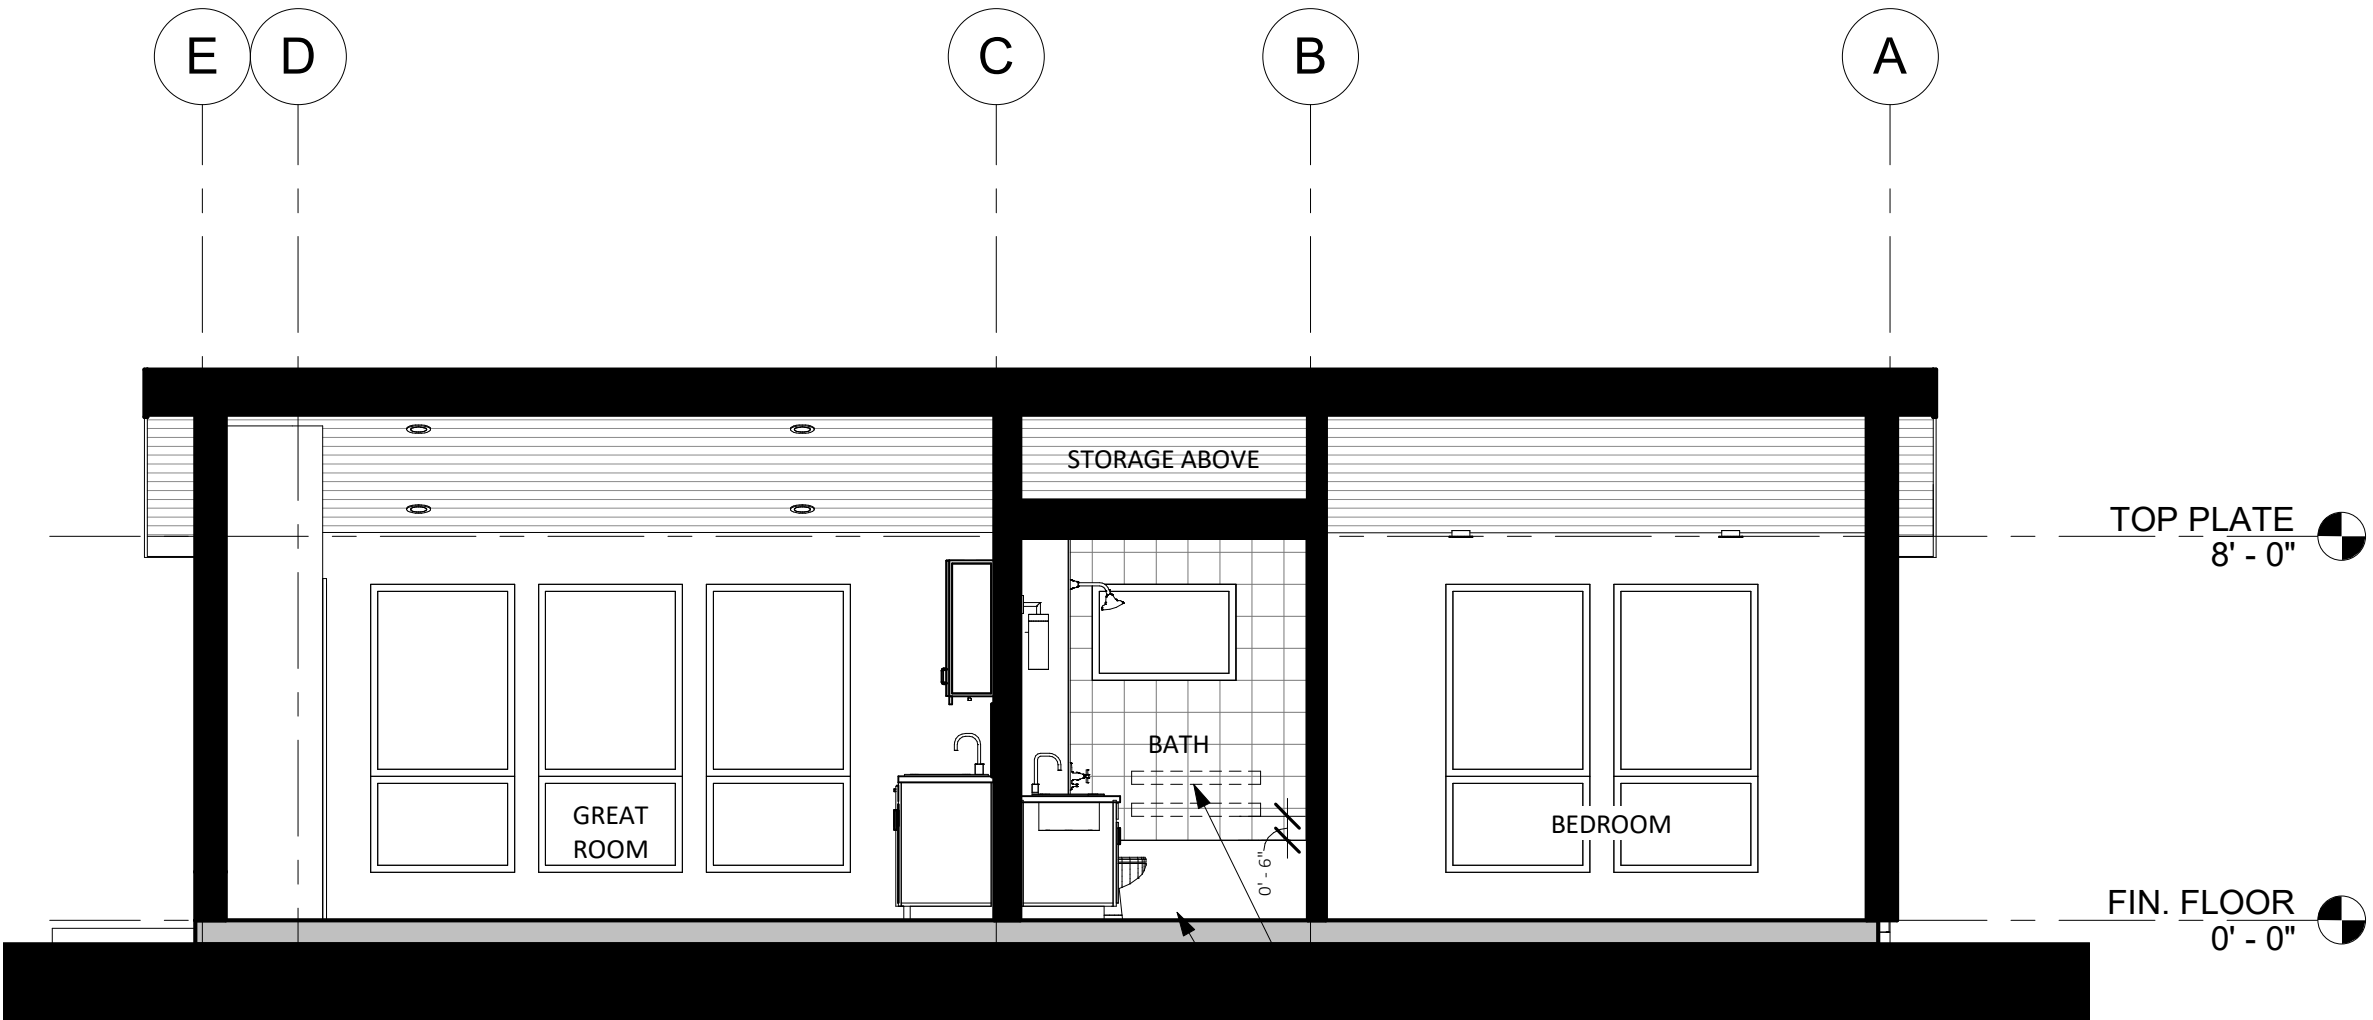 E
D
C
B
A
STORAGE ABOVE
TOP PLATE
8' - 0"
BATH
GREAT
ROOM
BEDROOM
0' - 6"
FIN. FLOOR
0' - 0"